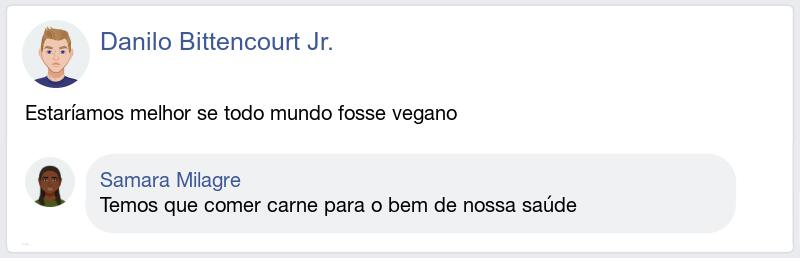 Danilo Bittencourt Jr.
Estaríamos melhor se todo mundo fosse vegano
Samara Milagre
Temos que comer carne para o bem de nossa saúde